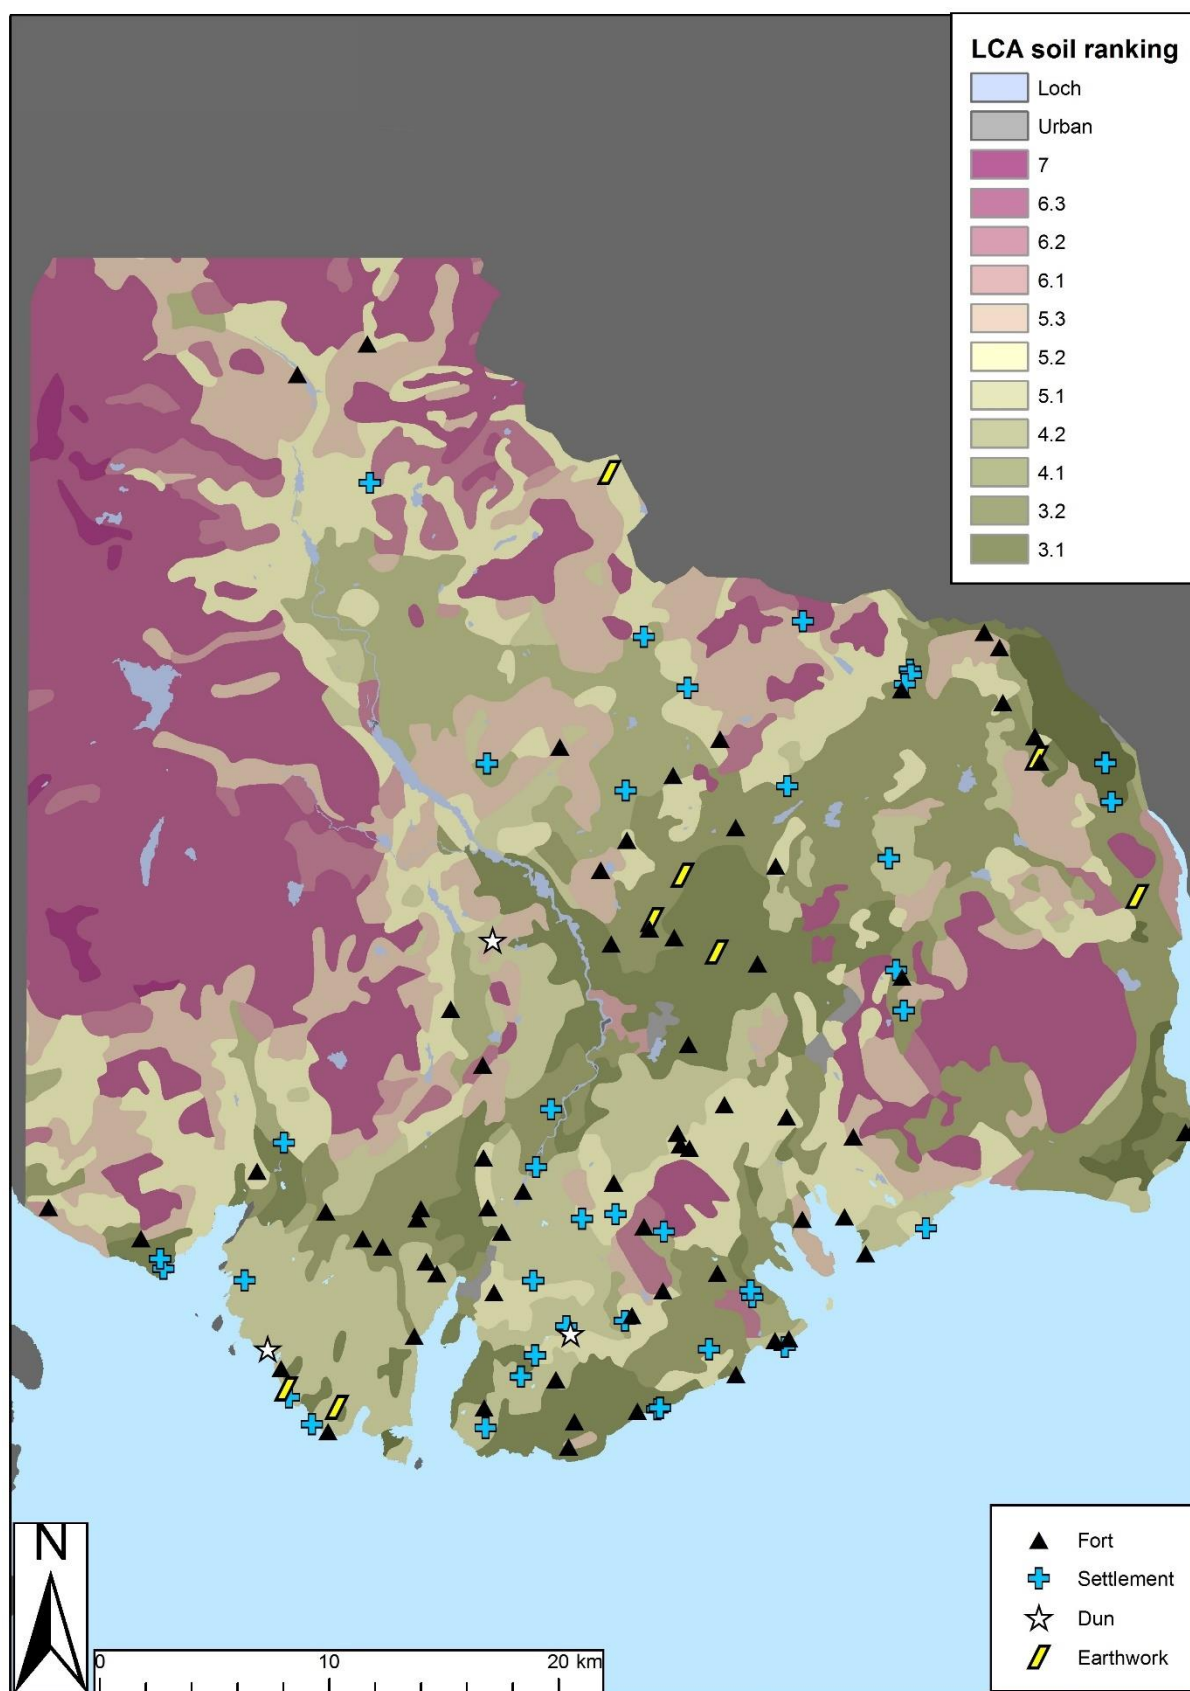 LCA soil ranking
Loch
Urban
7
6.3
6.2
6.1
5.3
5.2
5.1
4.2
4.1
3.2
3.1
Fort
Settlement
Dun
Earthwork
N
0 10 20 km